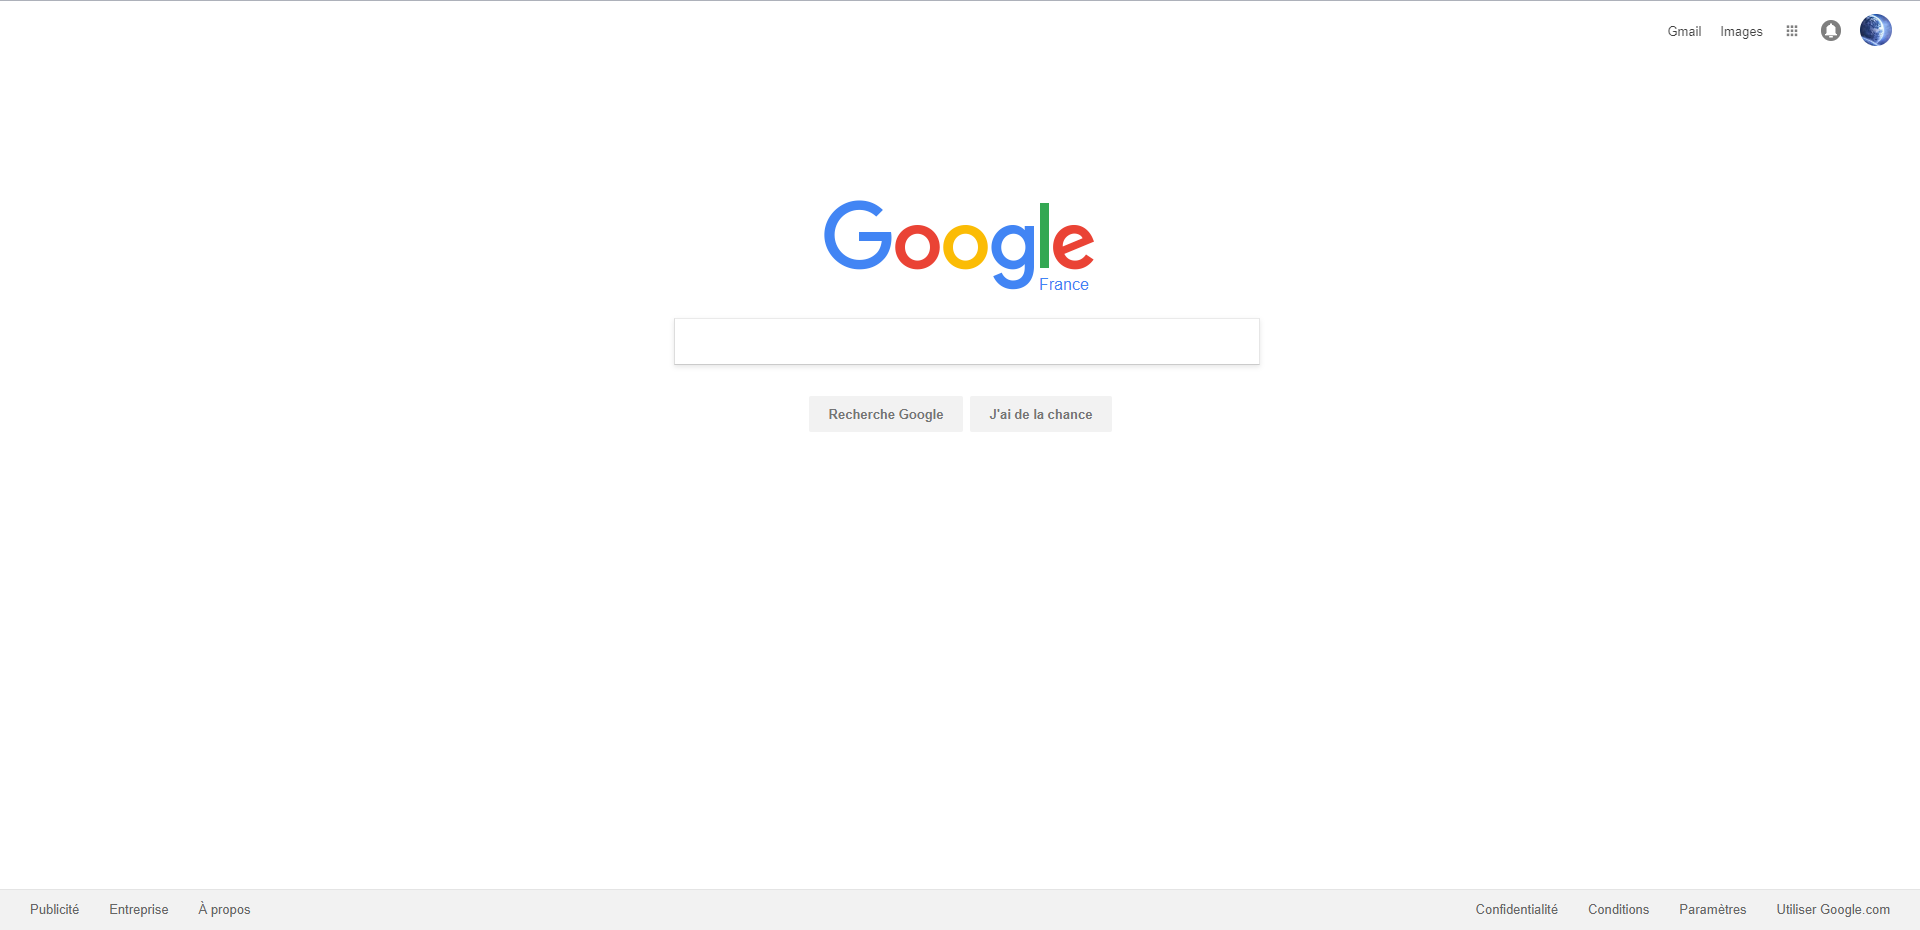 Gmail Images
Google
France
Recherche Google J'ai de la chance
Publicité Entreprise À propos Confidentialité Conditions Paramètres Utiliser Google.com